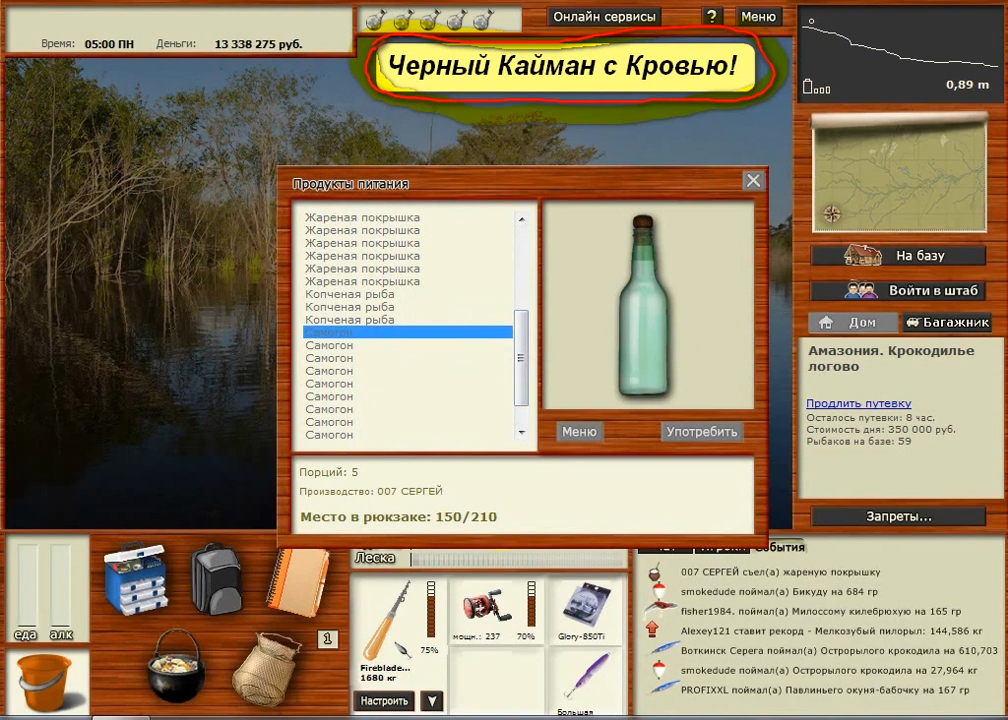 Время: 05:00 ПН Деньги: 13 338 275 руб.
Онлайн сервисы
?
Меню
Черный Кайман с Кровью!
0,89 m
Продукты питания
Жареная покрышка
Жареная покрышка
Жареная покрышка
Жареная покрышка
Жареная покрышка
Жареная покрышка
Копченая рыба
Копченая рыба
Копченая рыба
Самогон
Самогон
Самогон
Самогон
Самогон
Самогон
Самогон
Самогон
Самогон
Меню
Употребить
Порций: 5
Производство: 007 СЕРГЕЙ
Место в рюкзаке: 150/210
На базу
Войти в штаб
Дом
Багажник
Амазония. Крокодилье
логово
Продлить путевку
Осталось путевки: 8 час.
Стоимость дня: 350 000 руб.
Рыбаков на базе: 59
Запреты...
еда алк
1
Леска
75%
Fireblade...
1680 кг
Настроить
мощн.: 237 70%
Glory-850Ti
Большая
События
007 СЕРГЕЙ съел(а) жареную покрышку
smokedude поймал(а) Бикуду на 684 гр
fisher1984. поймал(а) Милоссому килебрюхую на 165 гр
Alexey121 ставит рекорд - Мелкозубый пилорыл: 144,586 кг
Воткинск Серега поймал(а) Острорылого крокодила на 610,703
smokedude поймал(а) Острорылого крокодила на 27,964 кг
PROFIXXL поймал(а) Павлиньего окуня-бабочку на 167 гр